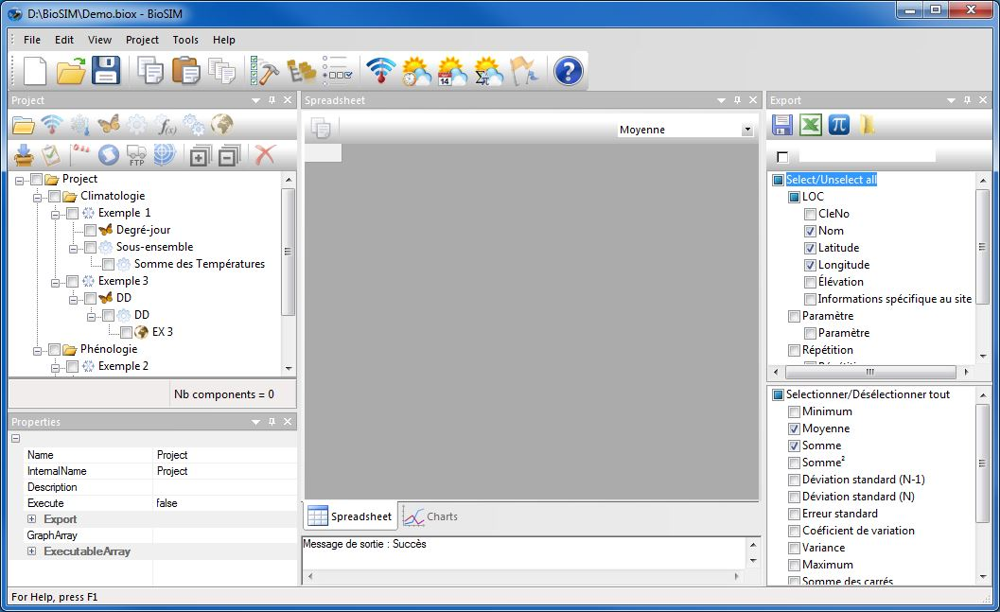 D:\BioSIM\Demo.biox - BioSIM
File Edit View Project Tools Help
14
Σπ
?
Project
f(x)
FTP
Project
Climatologie
Exemple 1
Degré-jour
Sous-ensemble
Somme des Températures
Exemple 3
DD
DD
EX 3
Phénologie
Exemple 2
Nb components = 0
Properties
Name Project
InternalName Project
Description
Execute false
Export
GraphArray
ExecutableArray
Spreadsheet
Moyenne
Spreadsheet Charts
Message de sortie : Succès
Export
π
Select/Unselect all
LOC
CleNo
Nom
Latitude
Longitude
Élévation
Informations spécifique au site
Paramètre
Paramètre
Répétition
Répétition
Selectionner/Désélectionner tout
Minimum
Moyenne
Somme
Somme²
Déviation standard (N-1)
Déviation standard (N)
Erreur standard
Coéficient de variation
Variance
Maximum
Somme des carrés
For Help, press F1